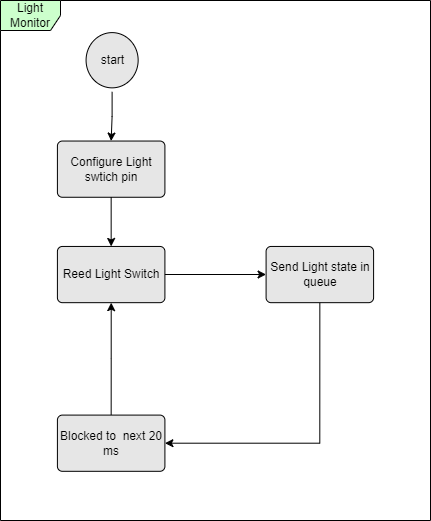 Light
Monitor
start
Configure Light
swtich pin
Reed Light Switch
Send Light state in
queue
Blocked to  next 20
ms